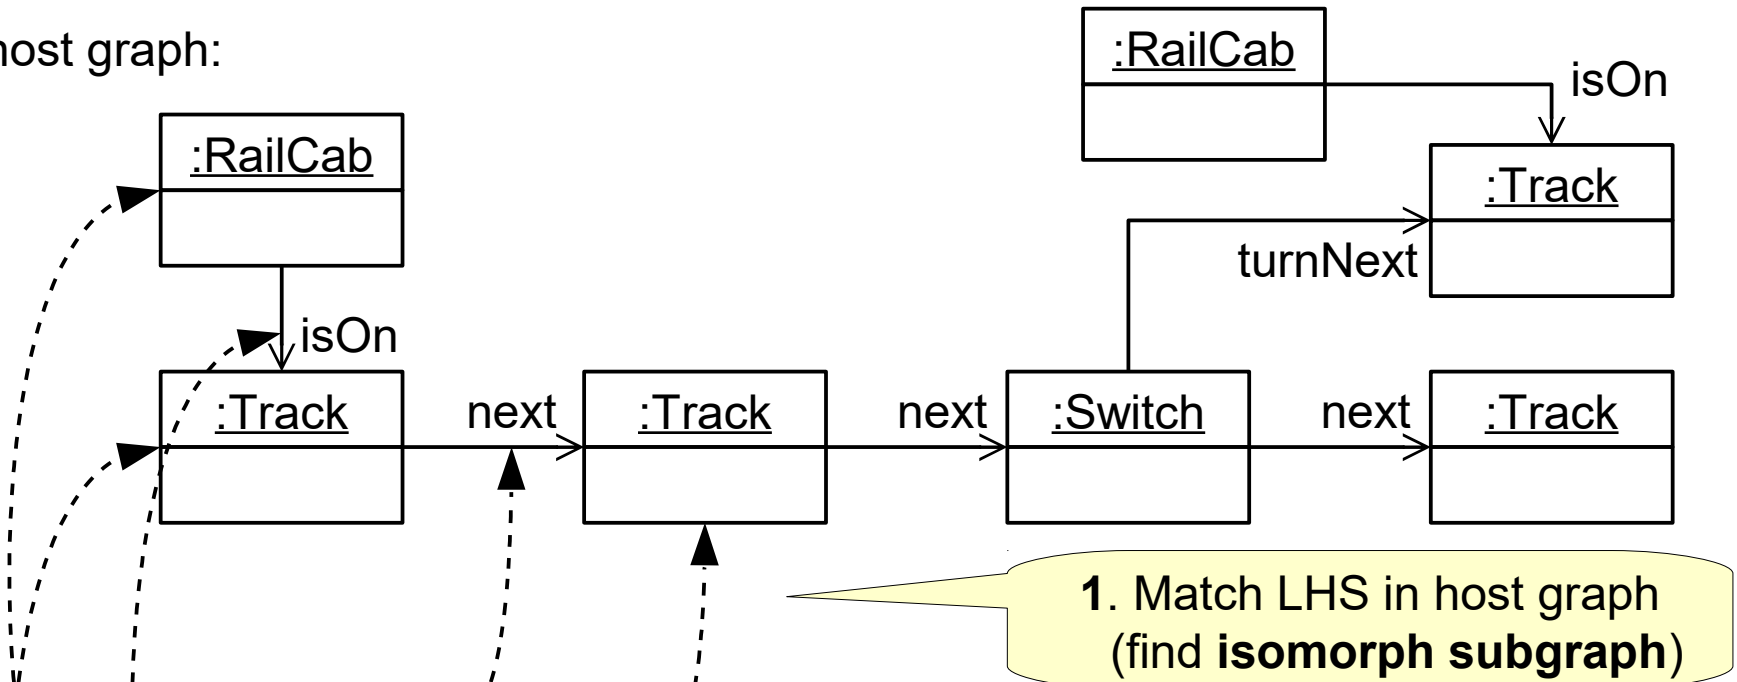 host graph:
:RailCab
isOn
:RailCab
:Track
turnNext
isOn
:Track
next
:Track
next
:Switch
next
:Track
1. Match LHS in host graph
(find isomorph subgraph)